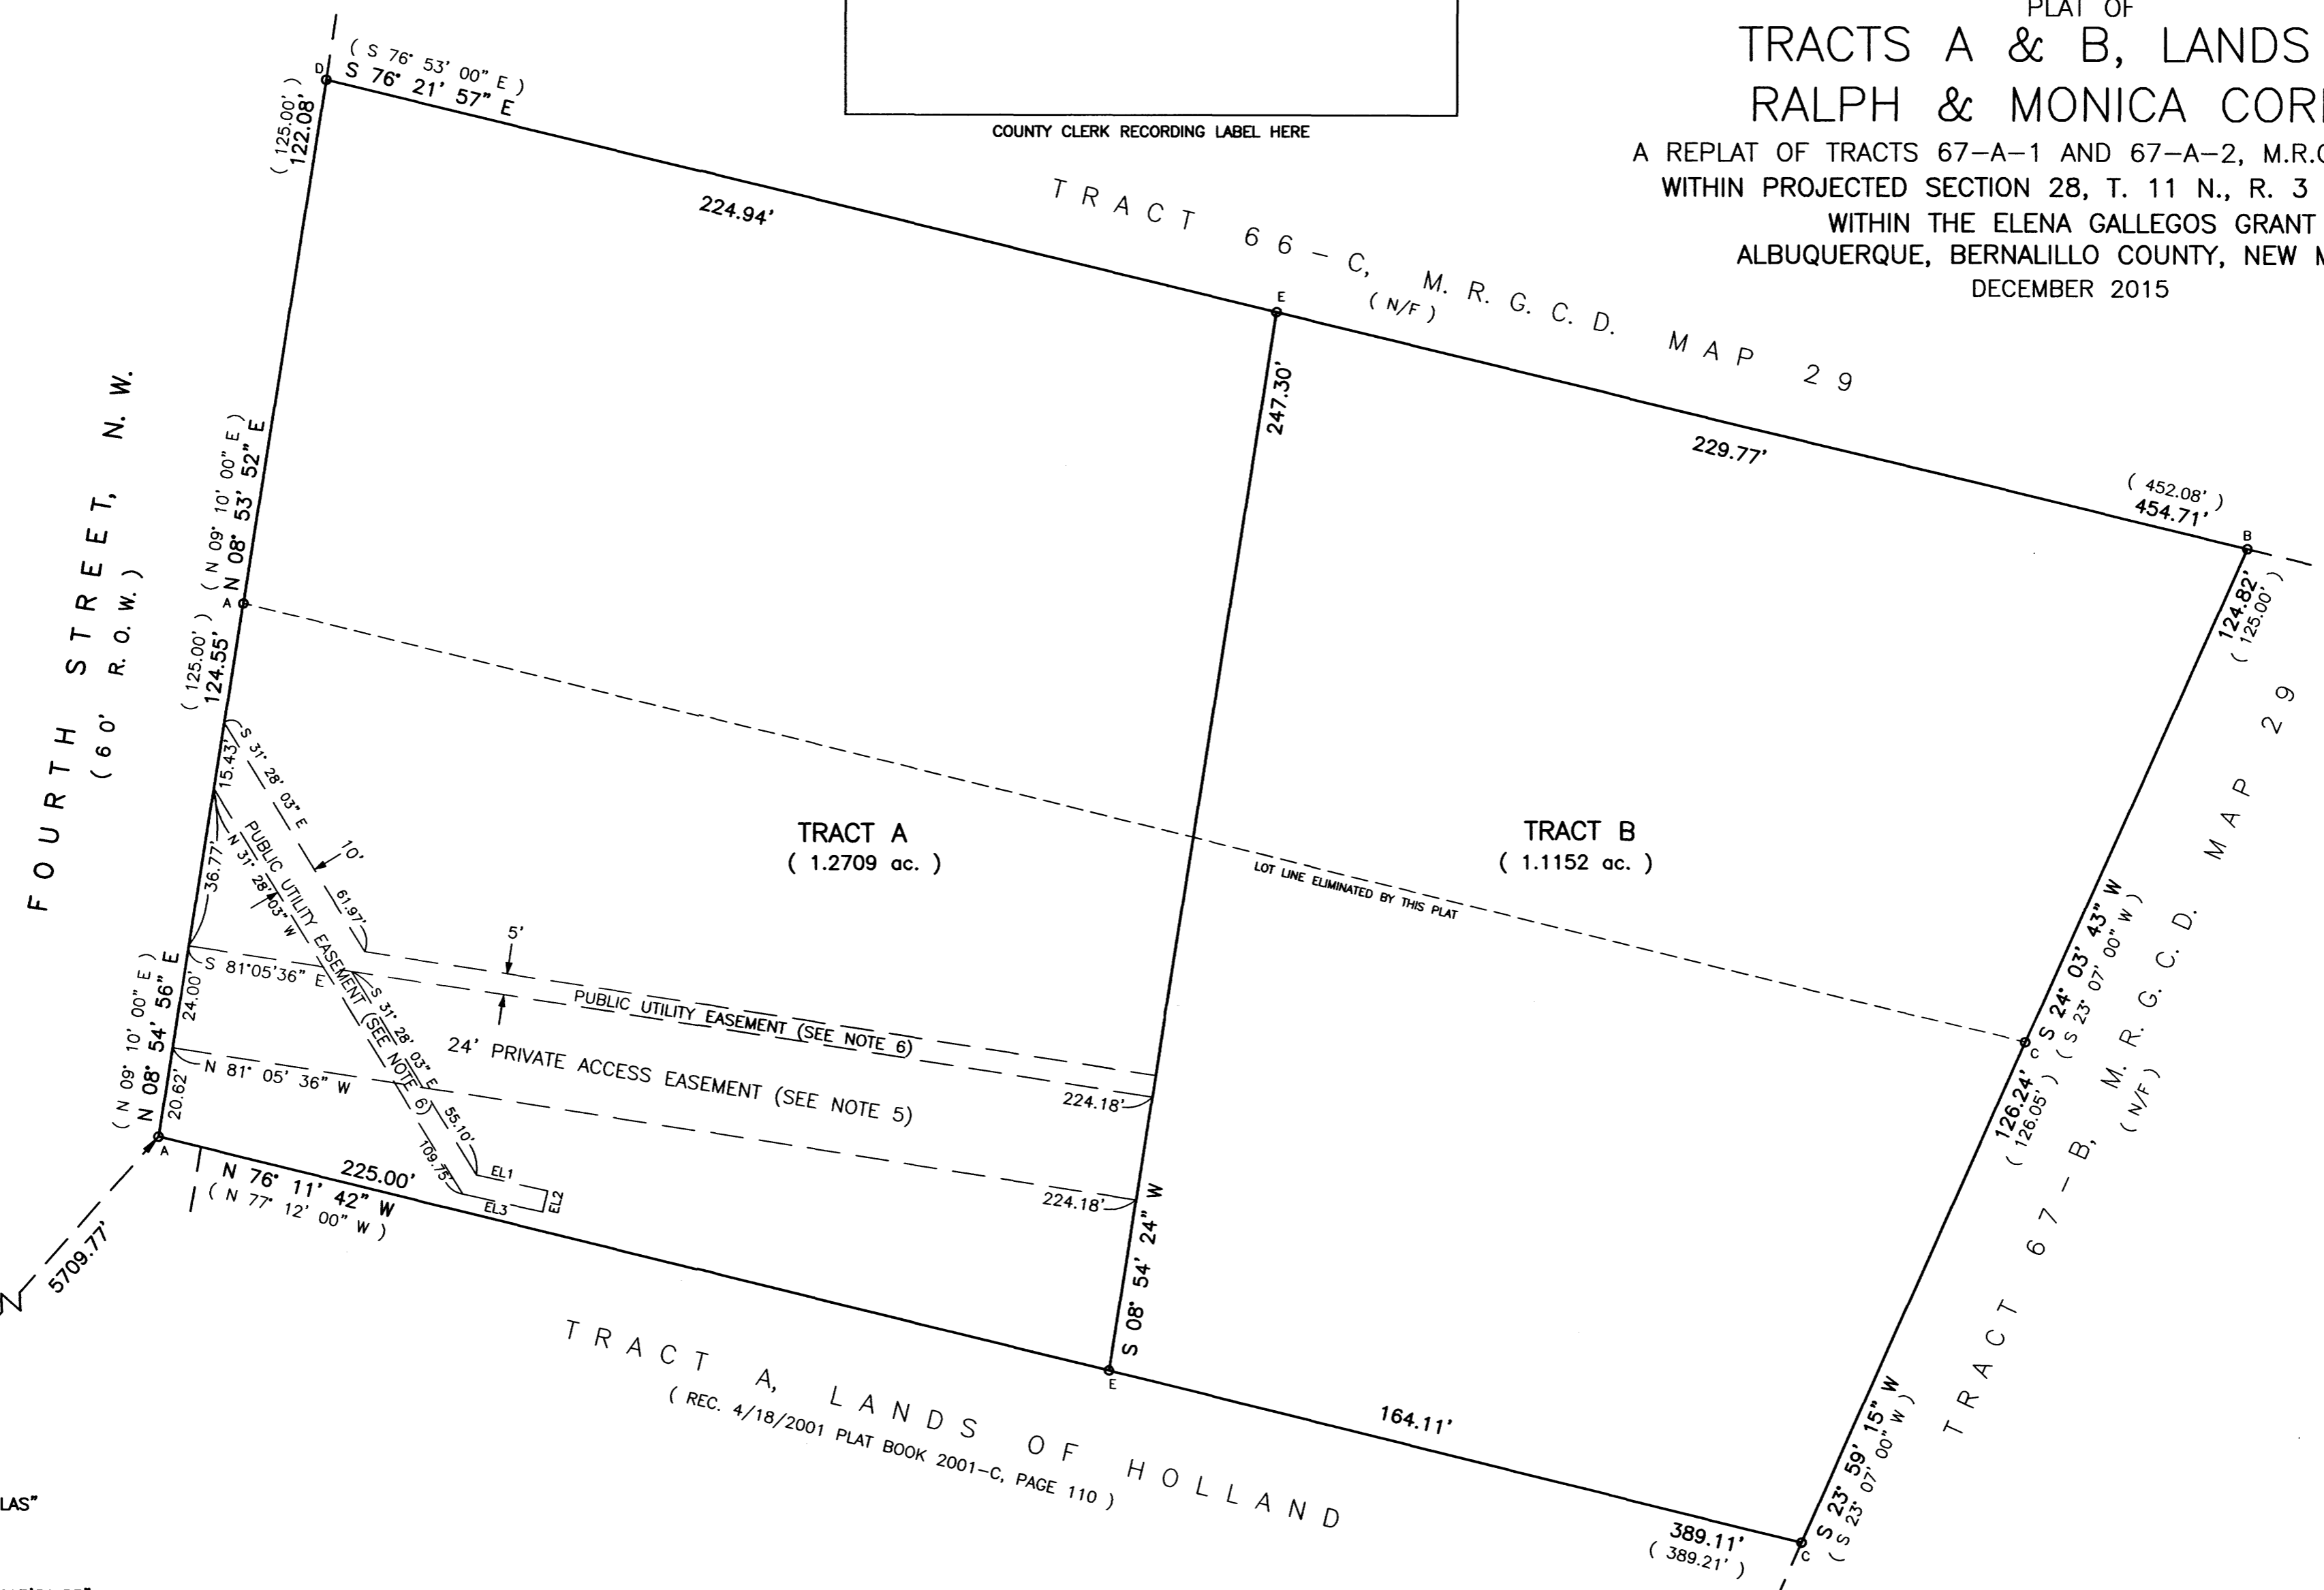 PLAT OF
TRACTS A & B, LANDS
RALPH & MONICA
A REPLAT OF TRACTS 67-A-1 AND 67-A-2,
WITHIN PROJECTED SECTION 28, T. 11 N., R. 3
WITHIN THE ELENA GALLEGOS GRANT
ALBUQUERQUE, BERNALILLO COUNTY, NEW
DECEMBER 2015
COUNTY CLERK RECORDING LABEL HERE
D
( S 76° 53' 00" E )
S 76° 21' 57" E
( 125.00' )
122.08'
224.94'
TRACT 66-C, M. R. G. C. D. MAP 29
( N/F )
E
247.30'
229.77'
( 452.08' )
454.71'
B
124.82'
( 125.00' )
FOURTH STREET, N. W.
( 60' R. O. W. )
( N 09° 10' 00" E )
N 08° 53' 52" E
A
( 125.00' )
124.55'
15.43'
S 31° 28' 03" E
10'
61.97'
36.77'
N 31° 28' 03" W
PUBLIC UTILITY EASEMENT (SEE NOTE 6)
TRACT A
( 1.2709 ac. )
TRACT B
( 1.1152 ac. )
LOT LINE ELIMINATED BY THIS PLAT
5'
S 81°05'36" E
PUBLIC UTILITY EASEMENT (SEE NOTE 6)
24' PRIVATE ACCESS EASEMENT (SEE NOTE 5)
S 31° 28' 03" E
24.00'
( N 09° 10' 00" E )
N 08° 54' 56" E
20.62'
N 81° 05' 36" W
55.10'
109.75'
EL1
EL2
EL3
224.18'
224.18'
S 08° 54' 24" W
A
N 76° 11' 42" W
( N 77° 12' 00" W )
225.00'
5709.77'
E
164.11'
389.11'
( 389.21' )
C
S 24° 03' 43" W
( S 23° 07' 00" W )
C
126.24'
( 126.05' )
S 23° 59' 15" W
( S 23° 07' 00" W )
TRACT 67-B, M. R. G. C. D. MAP 29
( N/F )
TRACT A, LANDS OF HOLLAND
( REC. 4/18/2001 PLAT BOOK 2001-C, PAGE 110 )